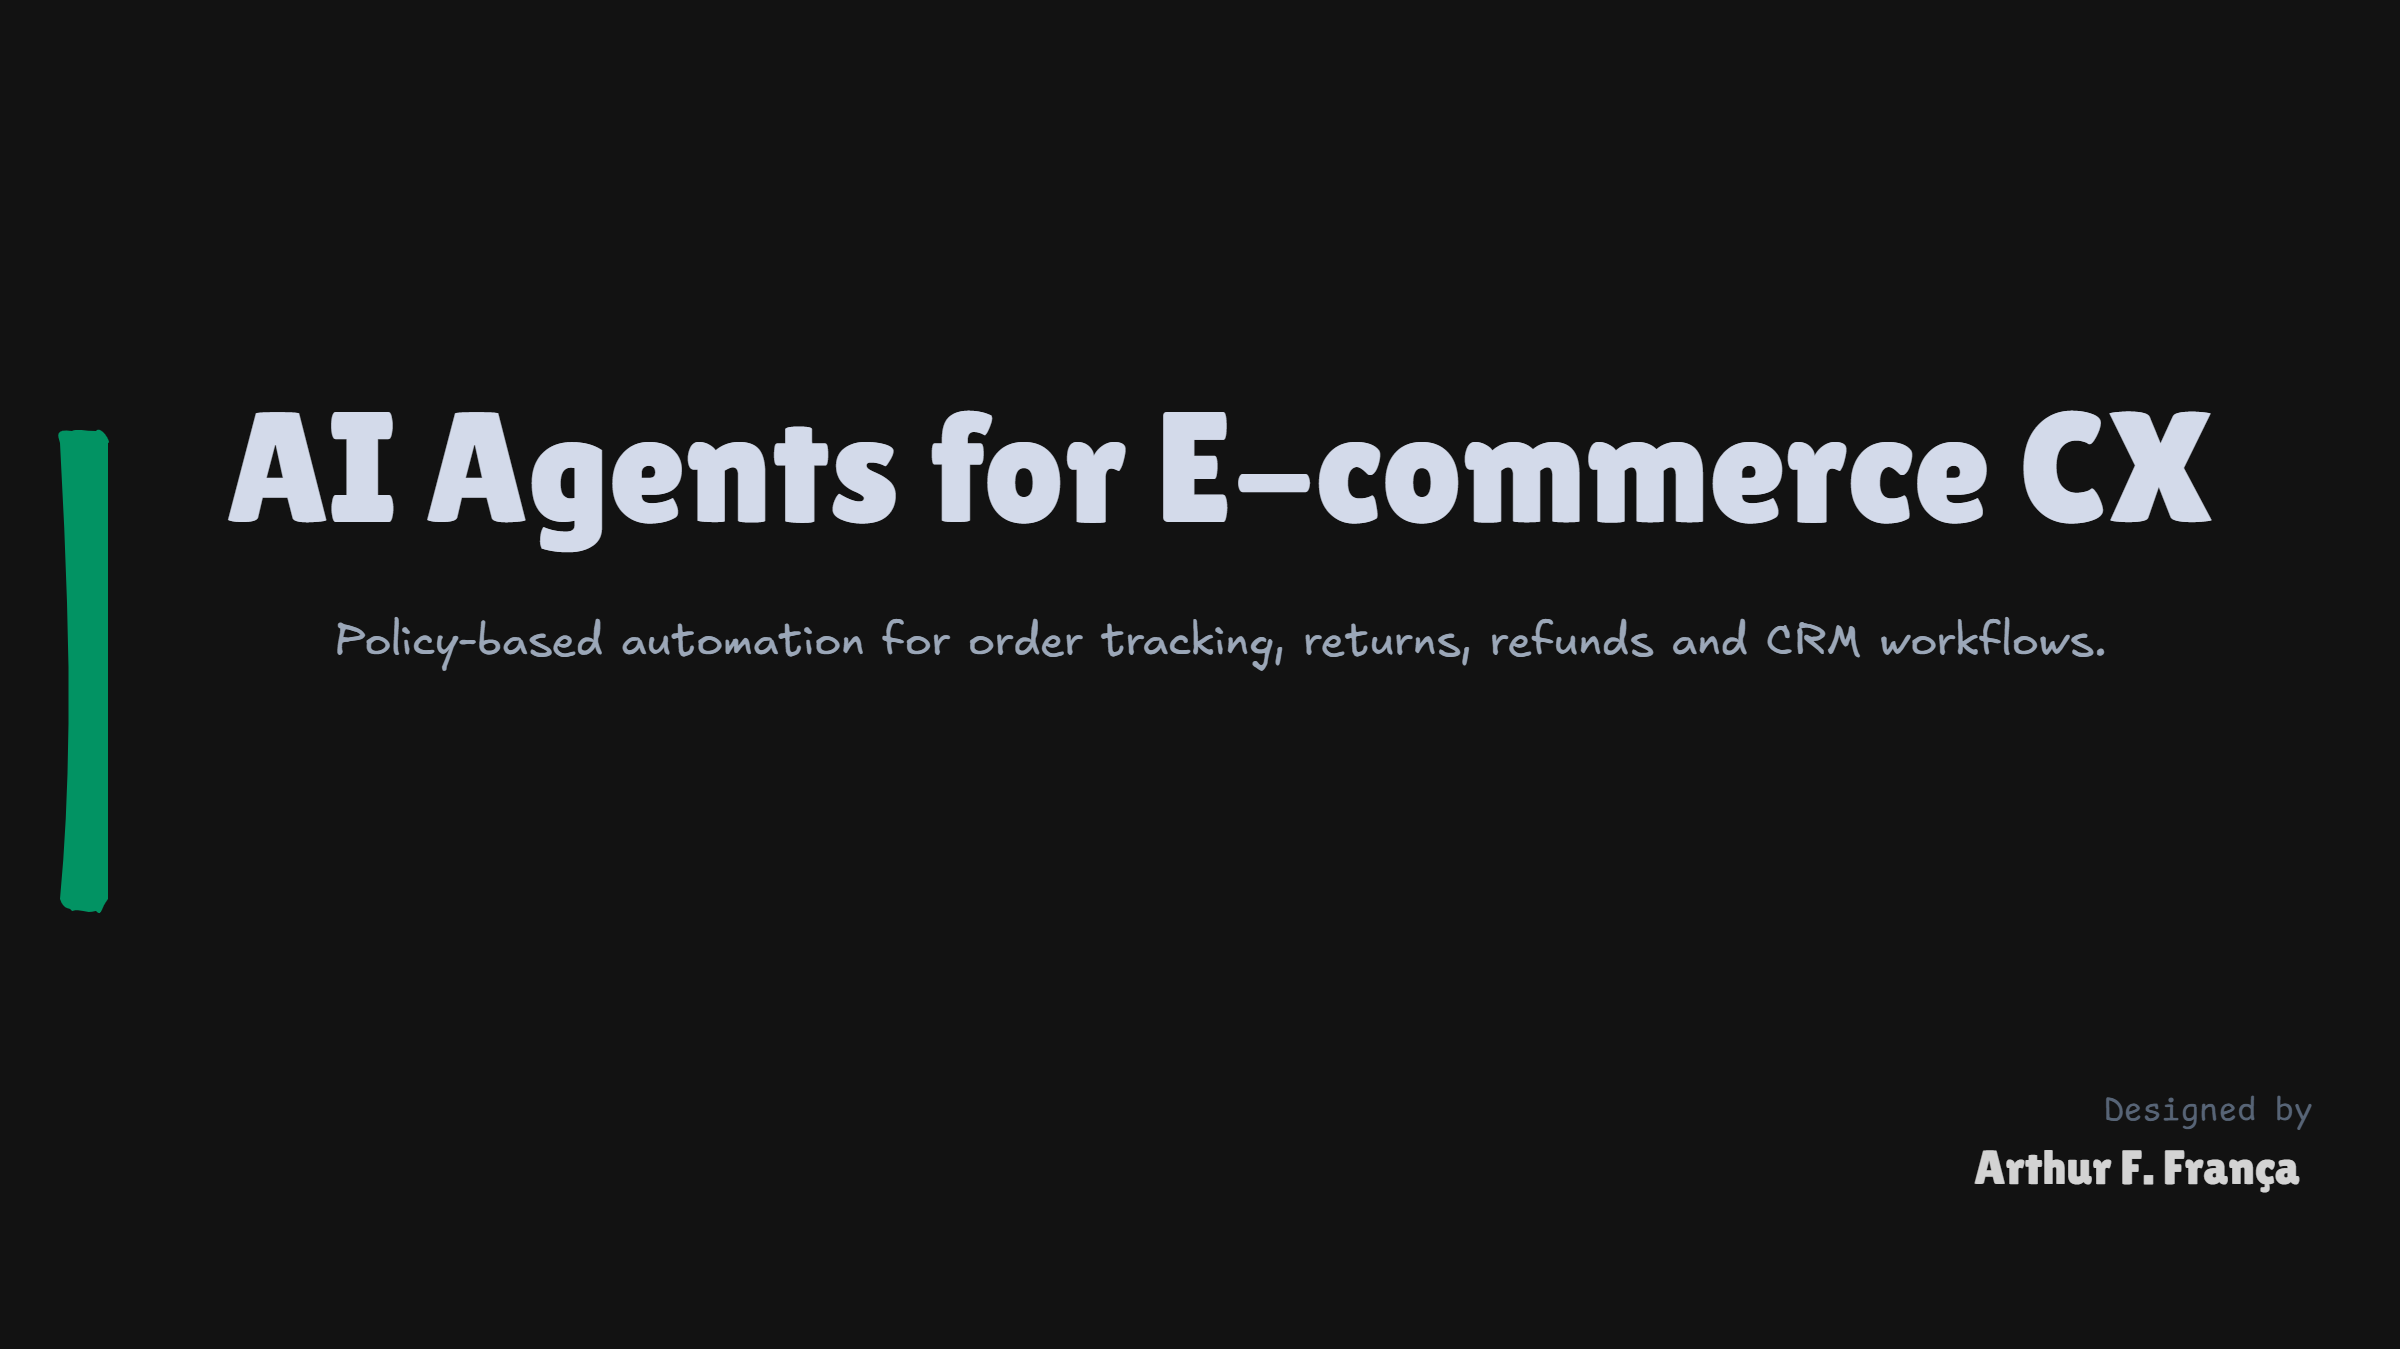 AI Agents for E-commerce CX
Policy-based automation for order tracking, returns, refunds and CRM workflows.
Designed by
Arthur F. França